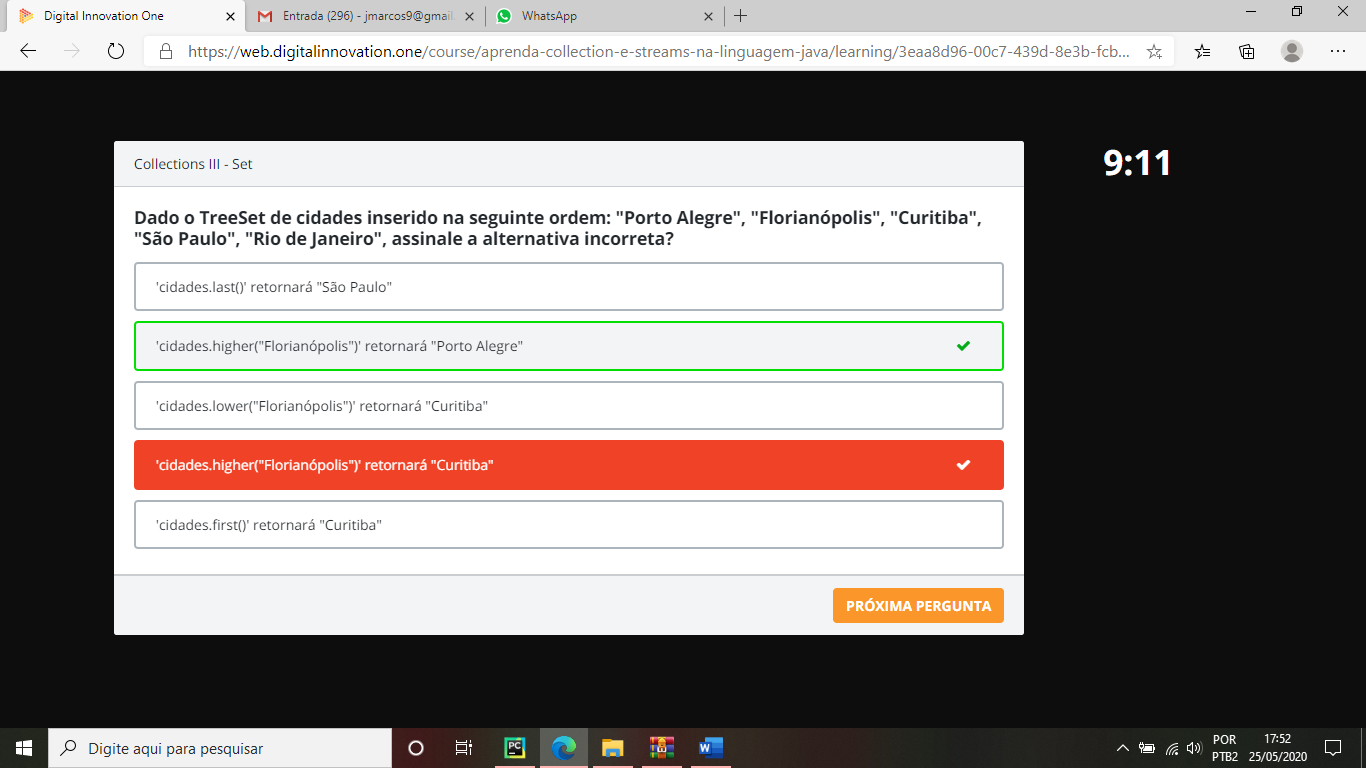 Digital Innovation One
Entrada (296) - jmarcos9@gmail.
WhatsApp
https://web.digitalinnovation.one/course/aprenda-collection-e-streams-na-linguagem-java/learning/3eaa8d96-00c7-439d-8e3b-fcb...
Collections III - Set
9:11
Dado o TreeSet de cidades inserido na seguinte ordem: "Porto Alegre", "Florianópolis", "Curitiba",
"São Paulo", "Rio de Janeiro", assinale a alternativa incorreta?
'cidades.last()' retornará "São Paulo"
'cidades.higher("Florianópolis")' retornará "Porto Alegre"
'cidades.lower("Florianópolis")' retornará "Curitiba"
'cidades.higher("Florianópolis")' retornará "Curitiba"
'cidades.first()' retornará "Curitiba"
PRÓXIMA PERGUNTA
Digite aqui para pesquisar
PC
W
POR
PTB2
17:52
25/05/2020